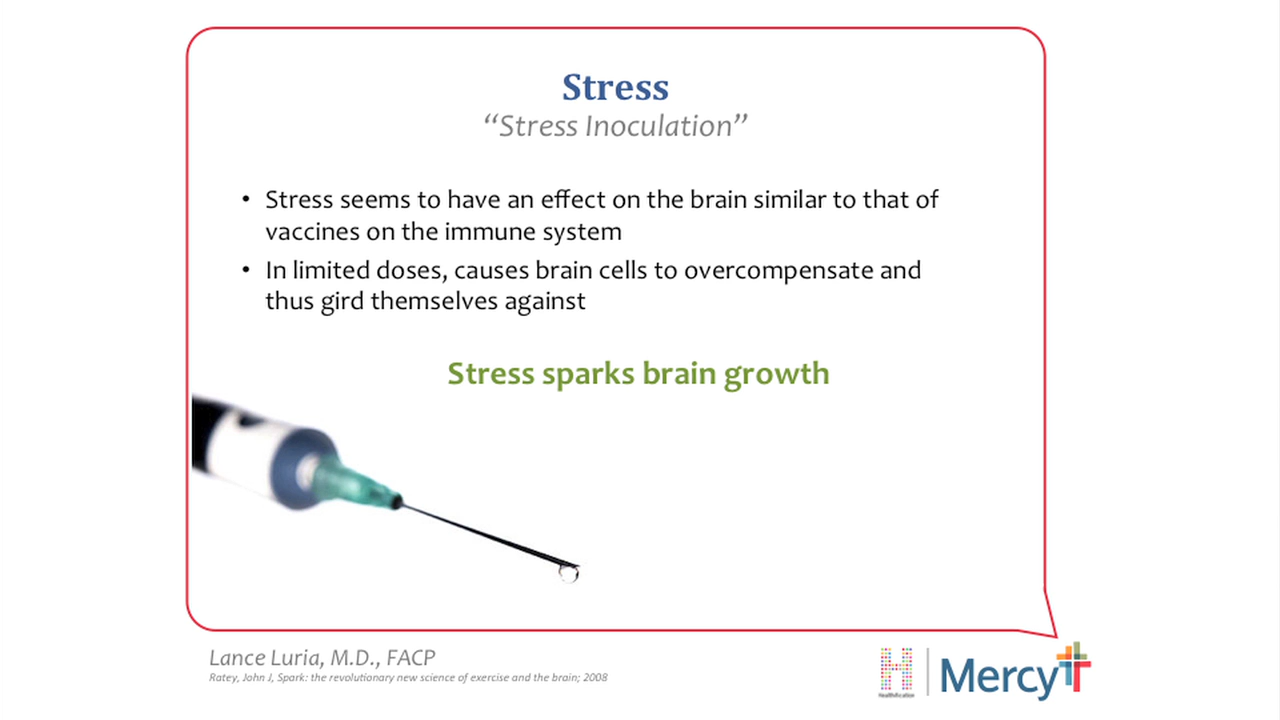 Stress
“Stress Inoculation”
• Stress seems to have an effect on the brain similar to that of
vaccines on the immune system
• In limited doses, causes brain cells to overcompensate and
thus gird themselves against
Stress sparks brain growth
Lance Luria, M.D., FACP
Ratey, John J, Spark: the revolutionary new science of exercise and the brain; 2008
H
Healthification
Mercy